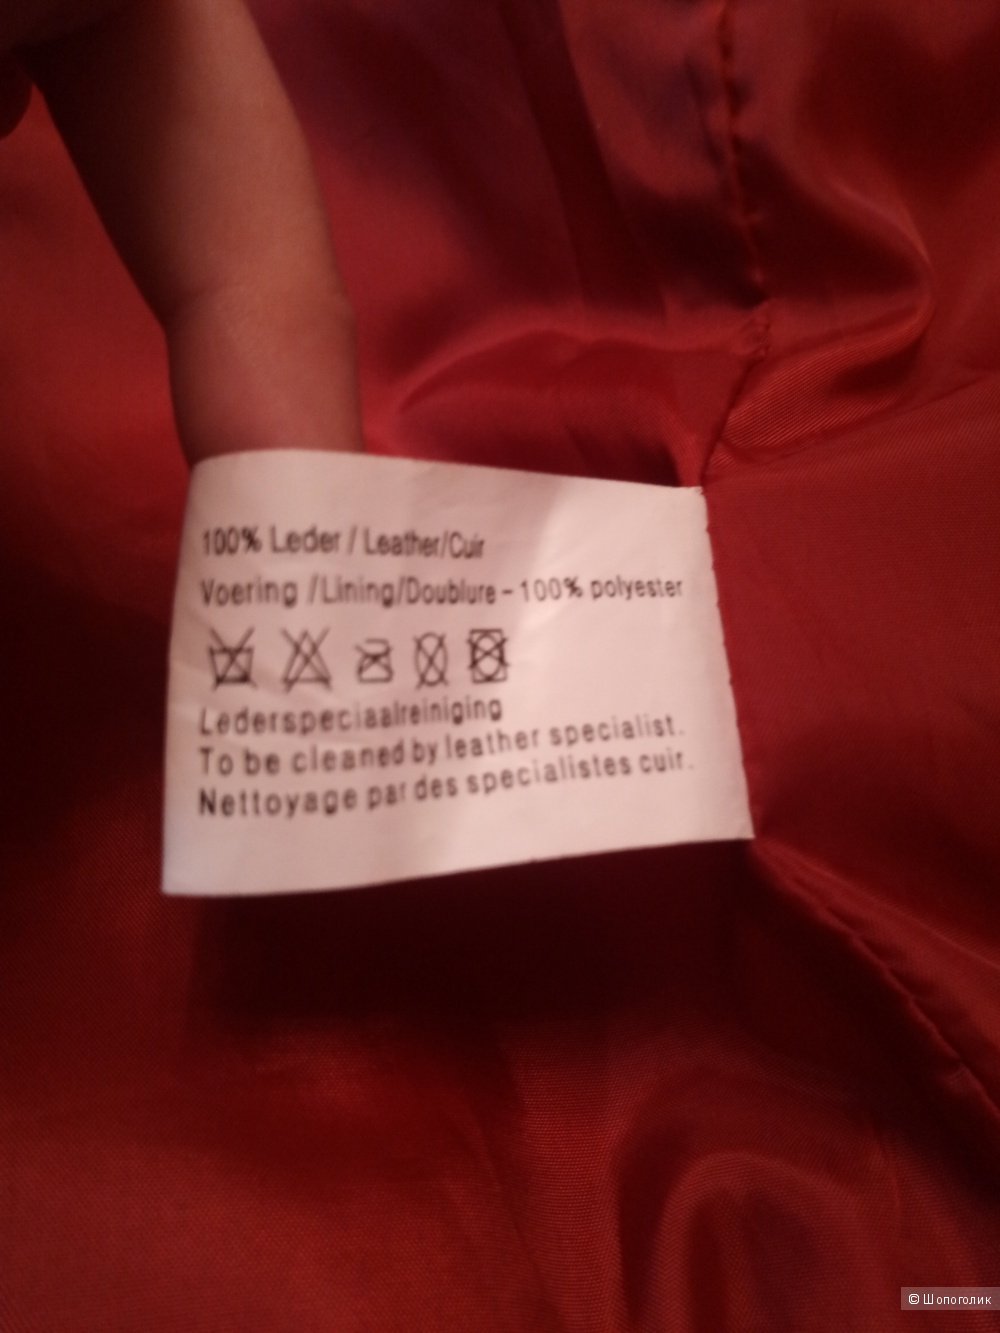 100% Leder / Leather/Cuir
Voering /Lining/Doublure - 100% polyester
Lederspeciaalreiniging
To be cleaned by leather specialist.
Nettoyage par des specialistes cuir.
© Шопоголик